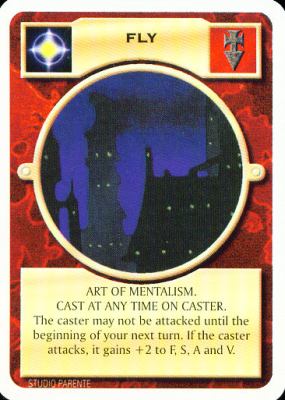 FLY
ART OF MENTALISM.
CAST AT ANY TIME ON CASTER.
The caster may not be attacked until the
beginning of your next turn. If the caster
attacks, it gains +2 to F, S, A and V.
STUDIO PARENTE